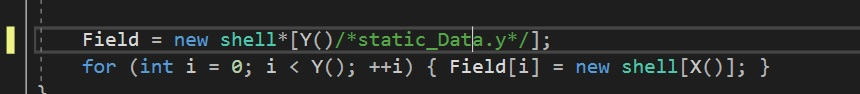 Field = new shell*[Y()/*static_Data.y*/];
for (int i = 0; i < Y(); ++i) { Field[i] = new shell[X()]; }
}